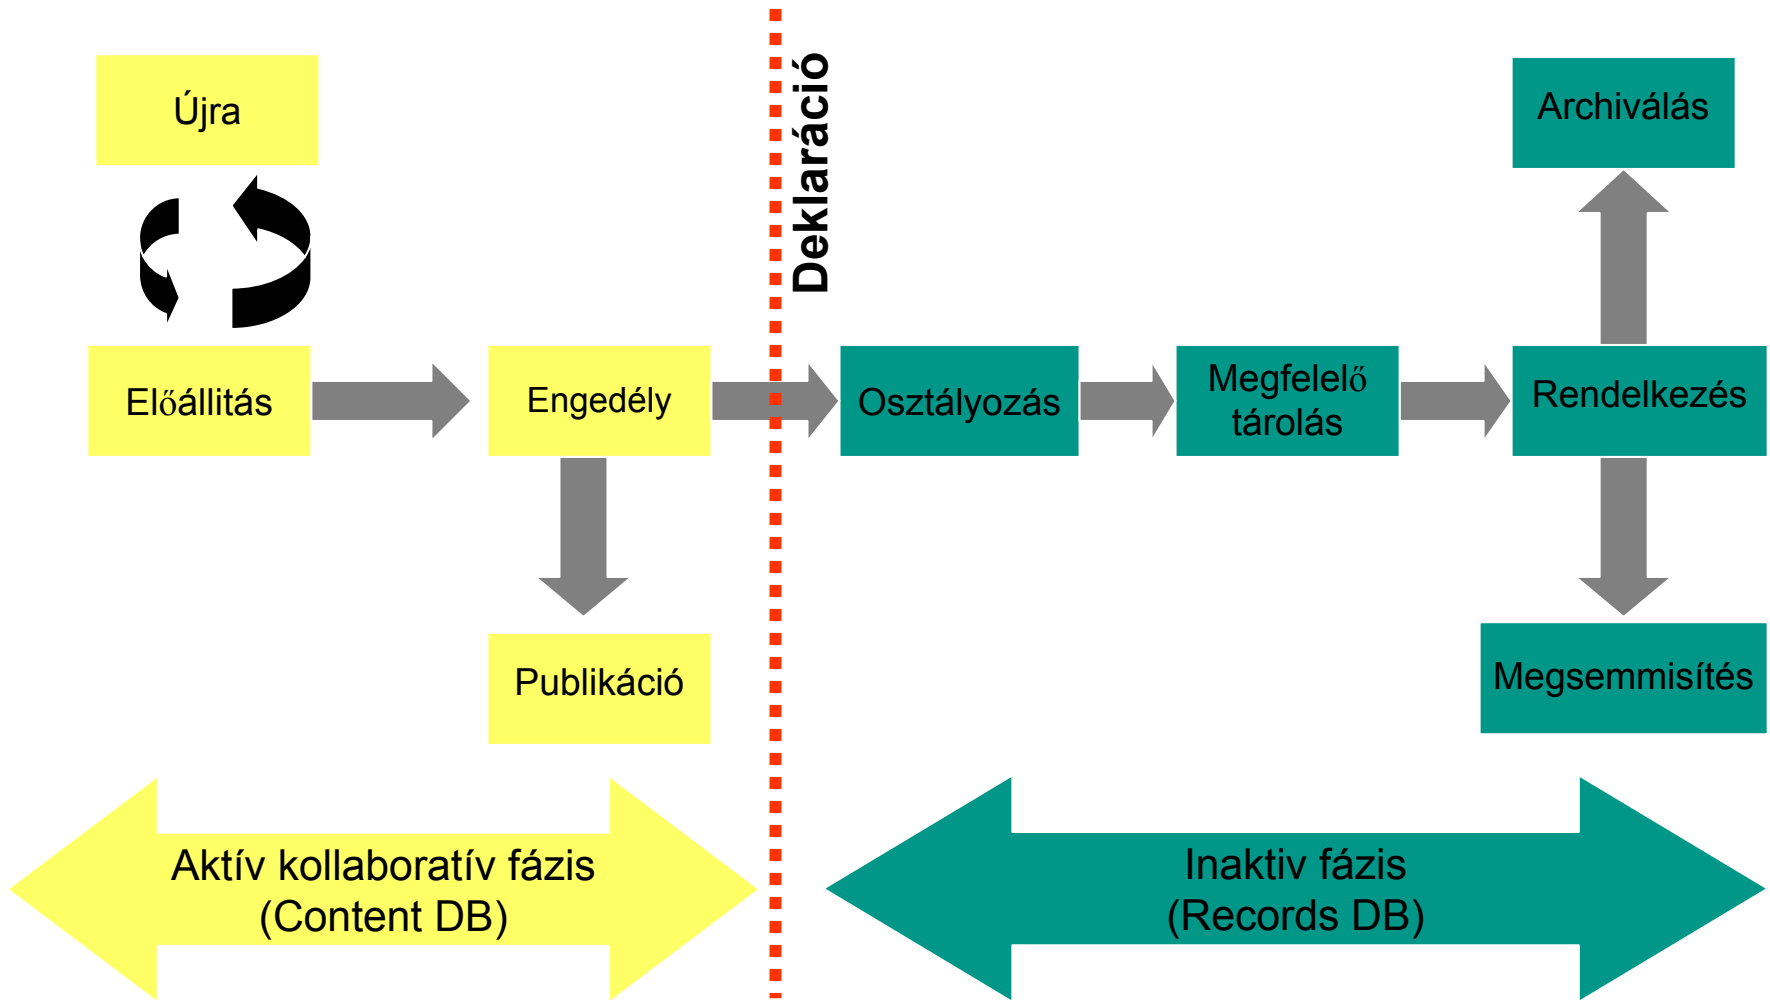 Újra
Deklaráció
Archiválás
Előállitás
Engedély
Osztályozás
Megfelelő
tárolás
Rendelkezés
Publikáció
Megsemmisítés
Aktív kollaboratív fázis
(Content DB)
Inaktiv fázis
(Records DB)